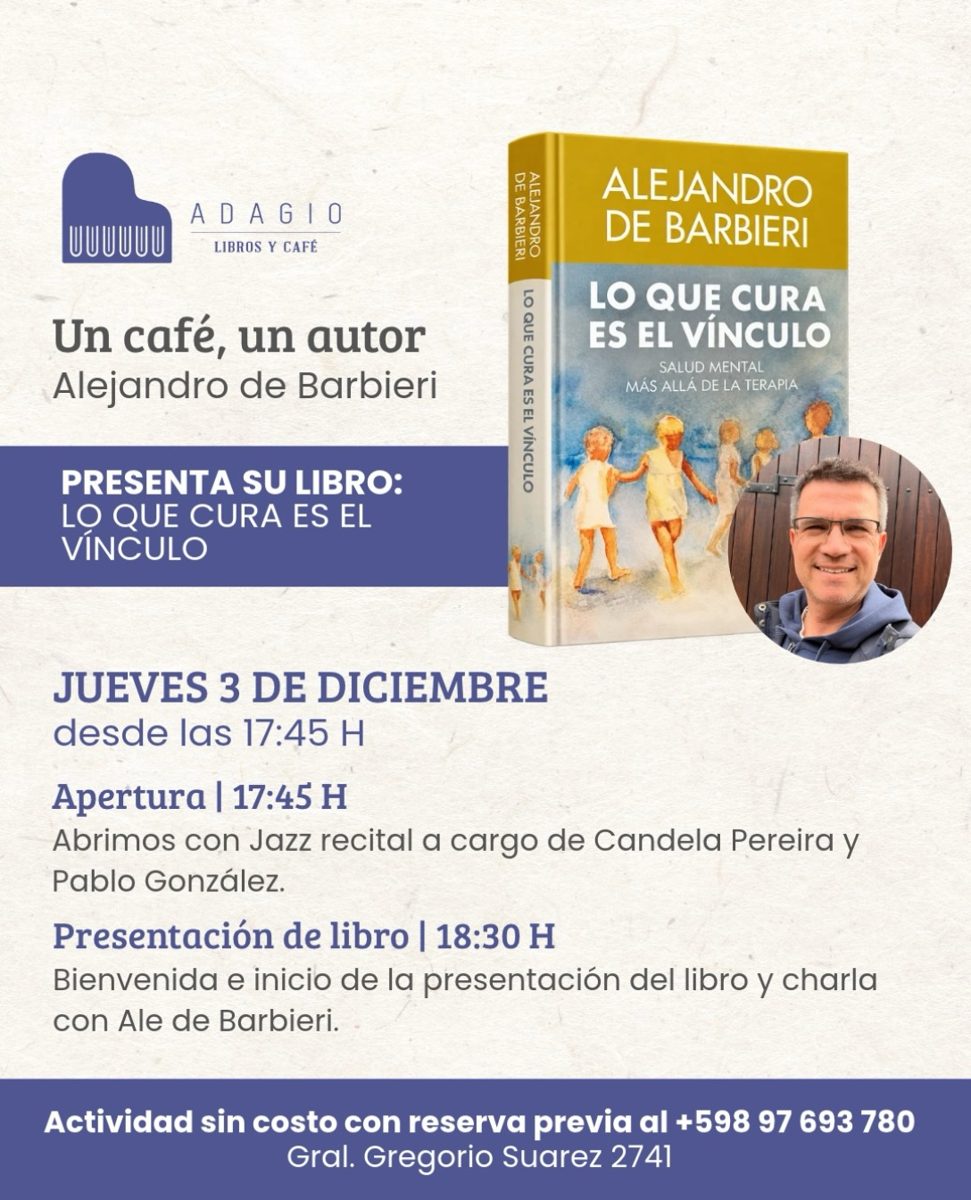 ADAGIO
LIBROS Y CAFÉ
Un café, un autor
Alejandro de Barbieri
PRESENTA SU LIBRO:
LO QUE CURA ES EL
VÍNCULO
ALEJANDRO
DE BARBIERI
LO QUE CURA ES EL VÍNCULO
ALEJANDRO
DE BARBIERI
LO QUE CURA
ES EL VÍNCULO
SALUD MENTAL
MÁS ALLÁ DE LA TERAPIA
JUEVES 3 DE DICIEMBRE
desde las 17:45 H
Apertura | 17:45 H
Abrimos con Jazz recital a cargo de Candela Pereira y
Pablo González.
Presentación de libro | 18:30 H
Bienvenida e inicio de la presentación del libro y charla
con Ale de Barbieri.
Actividad sin costo con reserva previa al +598 97 693 780
Gral. Gregorio Suarez 2741